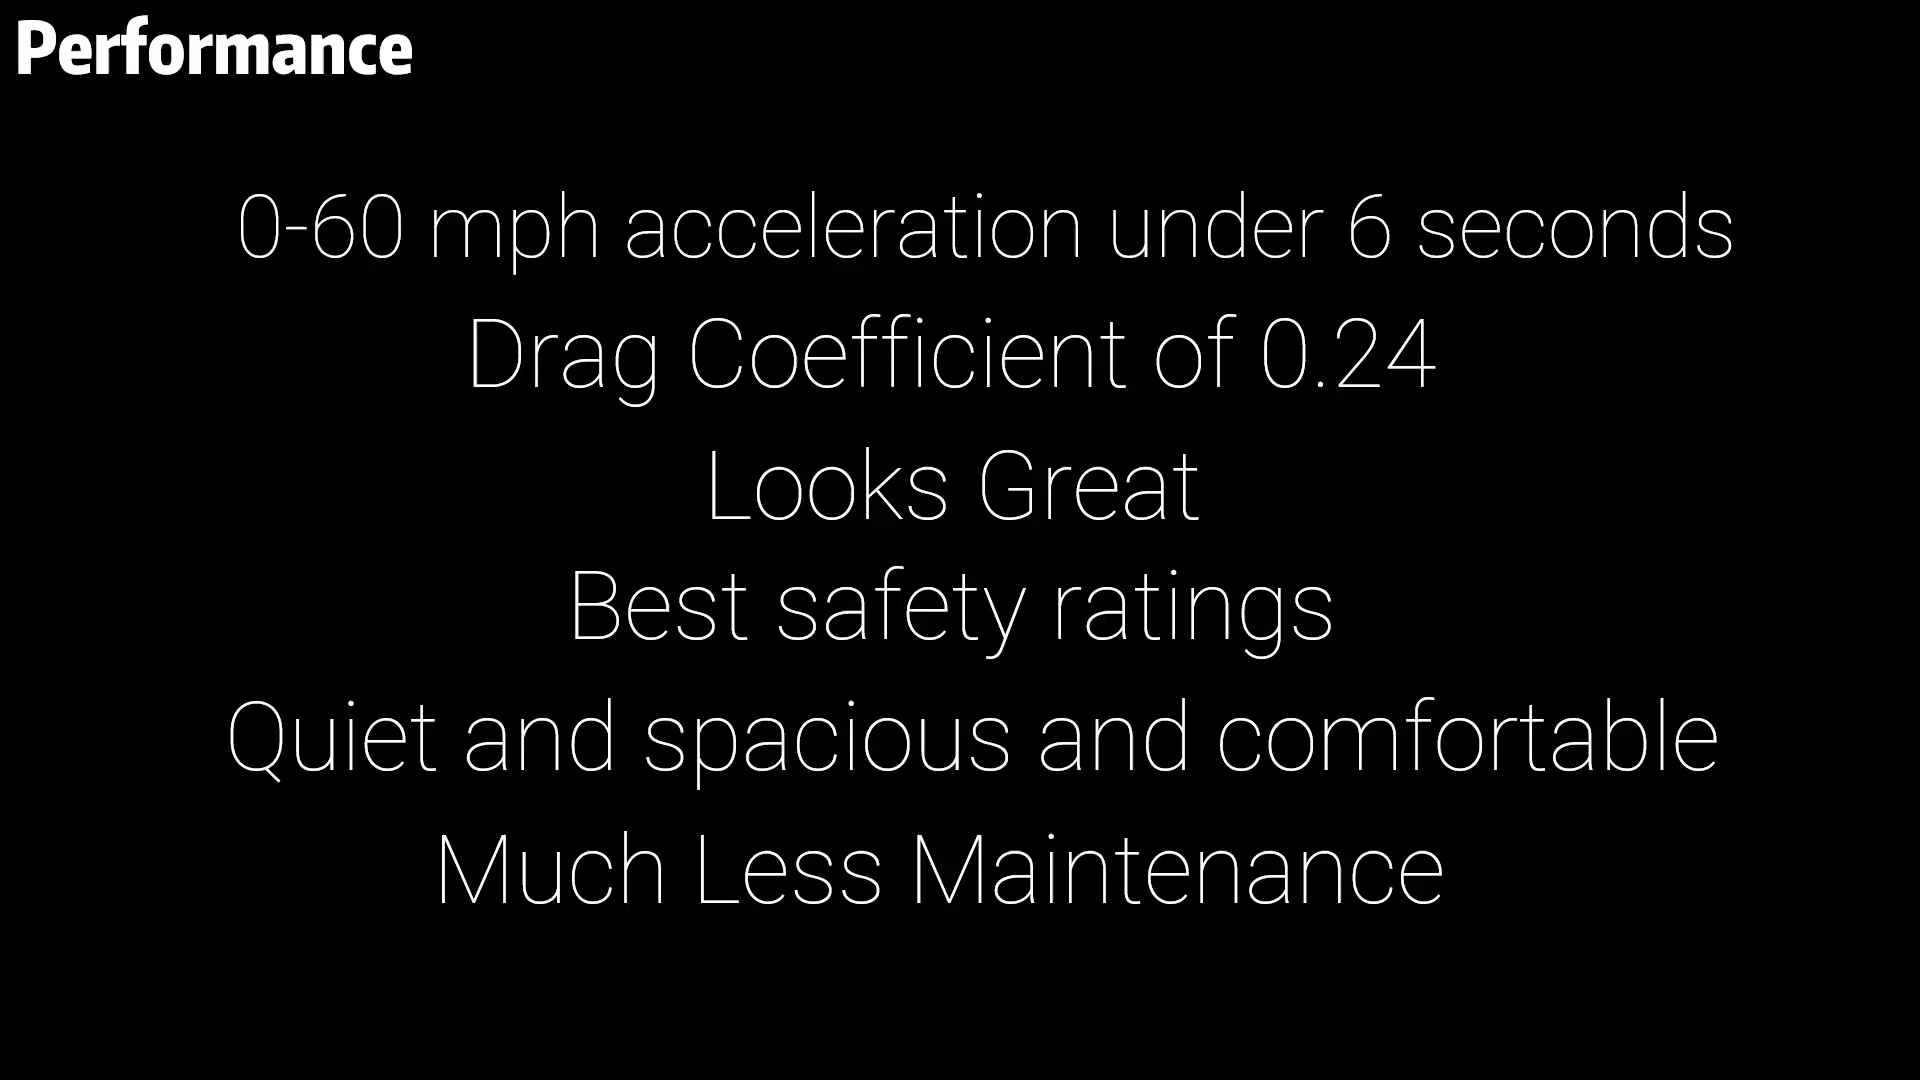 Performance
0-60 mph acceleration under 6 seconds
Drag Coefficient of 0.24
Looks Great
Best safety ratings
Quiet and spacious and comfortable
Much Less Maintenance